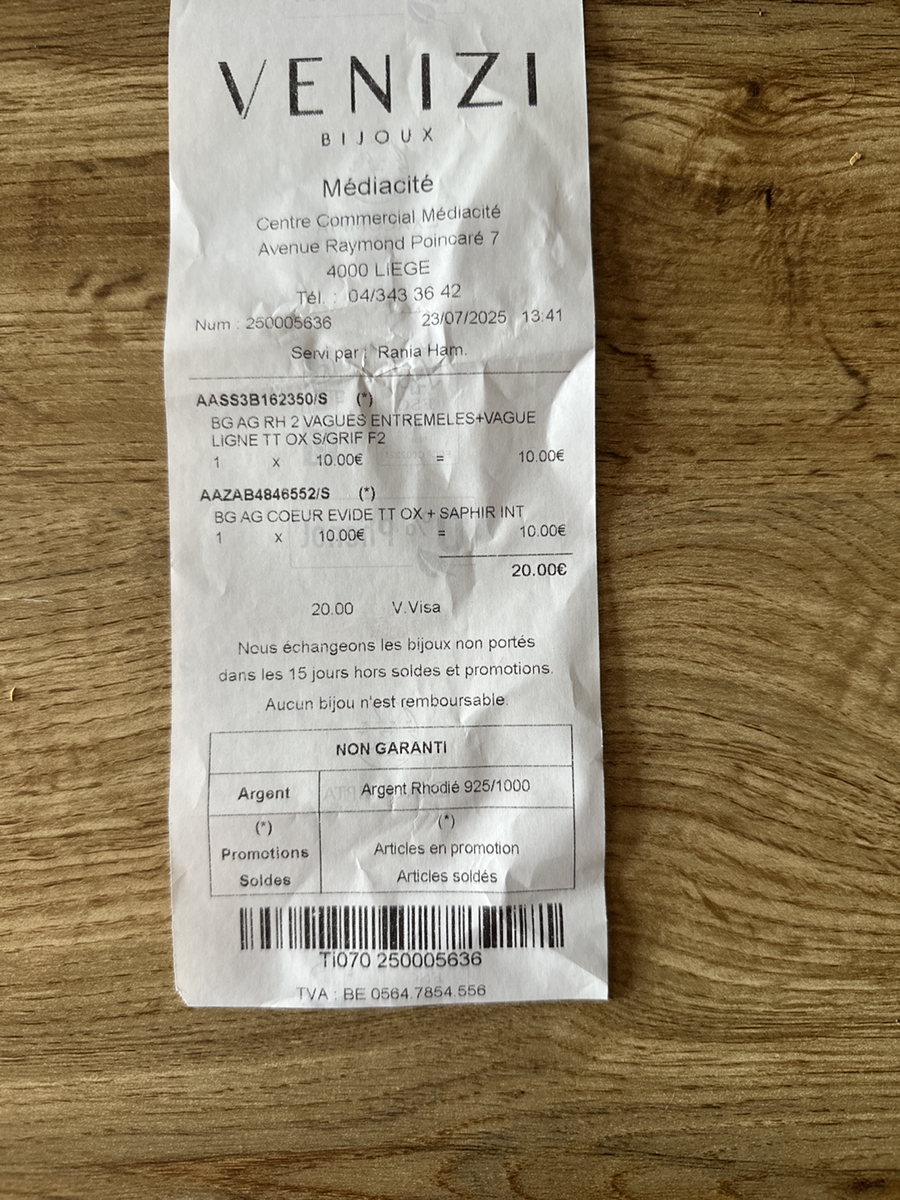 VENIZI
BIJOUX
Médiacité
Centre Commercial Médiacité
Avenue Raymond Poincaré 7
4000 LIEGE
Tél. : 04/343 36 42
Num : 250005636 23/07/2025 13:41
Servi par : Rania Ham.
AASS3B162350/S (*)
BG AG RH 2 VAGUES ENTREMELES+VAGUE
LIGNE TT OX S/GRIF F2
1 x 10.00€ = 10.00€
AAZAB4846552/S (*)
BG AG COEUR EVIDE TT OX + SAPHIR INT
1 x 10.00€ = 10.00€
20.00€
20.00 V.Visa
Nous échangeons les bijoux non portés
dans les 15 jours hors soldes et promotions.
Aucun bijou n'est remboursable.
NON GARANTI
Argent Argent Rhodié 925/1000
(*) (*)
Promotions Articles en promotion
Soldes Articles soldés
Ti070 250005636
TVA : BE 0564.7854.556